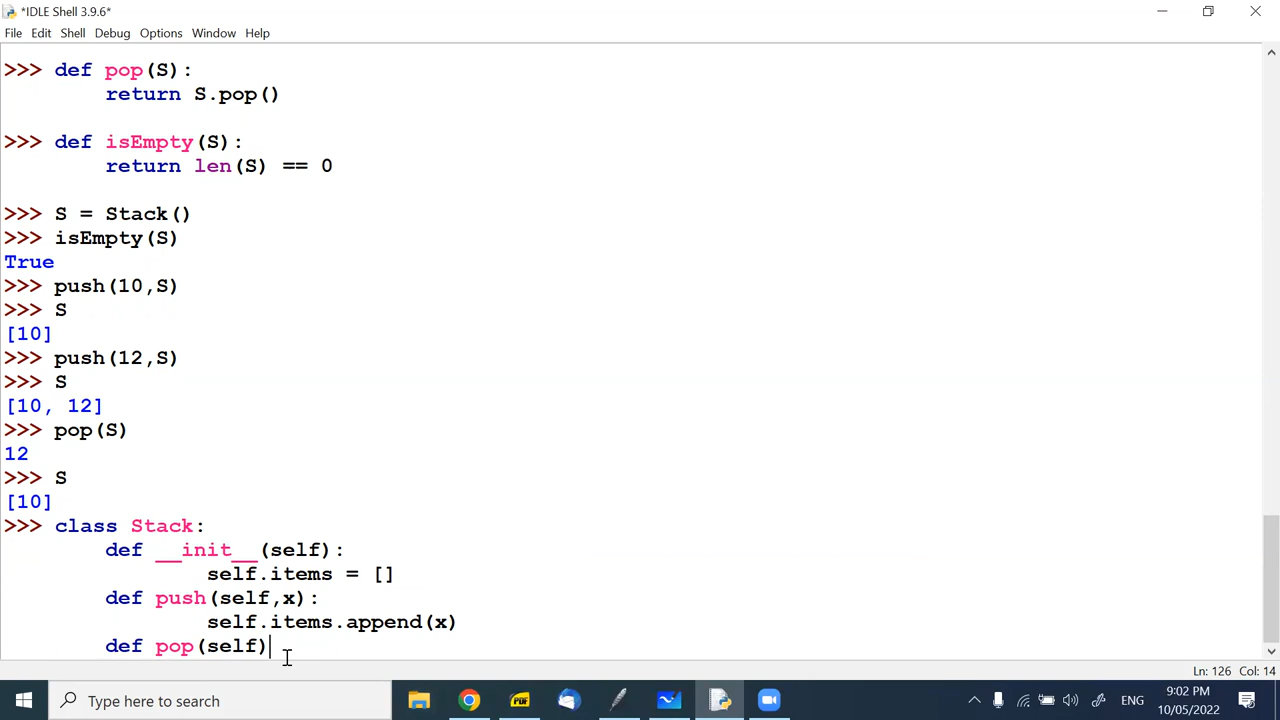 *IDLE Shell 3.9.6*
File Edit Shell Debug Options Window Help
>>> def pop(S):
        return S.pop()
>>> def isEmpty(S):
        return len(S) == 0
>>> S = Stack()
>>> isEmpty(S)
True
>>> push(10,S)
>>> S
[10]
>>> push(12,S)
>>> S
[10, 12]
>>> pop(S)
12
>>> S
[10]
>>> class Stack:
        def __init__(self):
                self.items = []
        def push(self,x):
                self.items.append(x)
        def pop(self)
Ln: 126 Col: 14
Type here to search
PDF
ENG
9:02 PM
10/05/2022